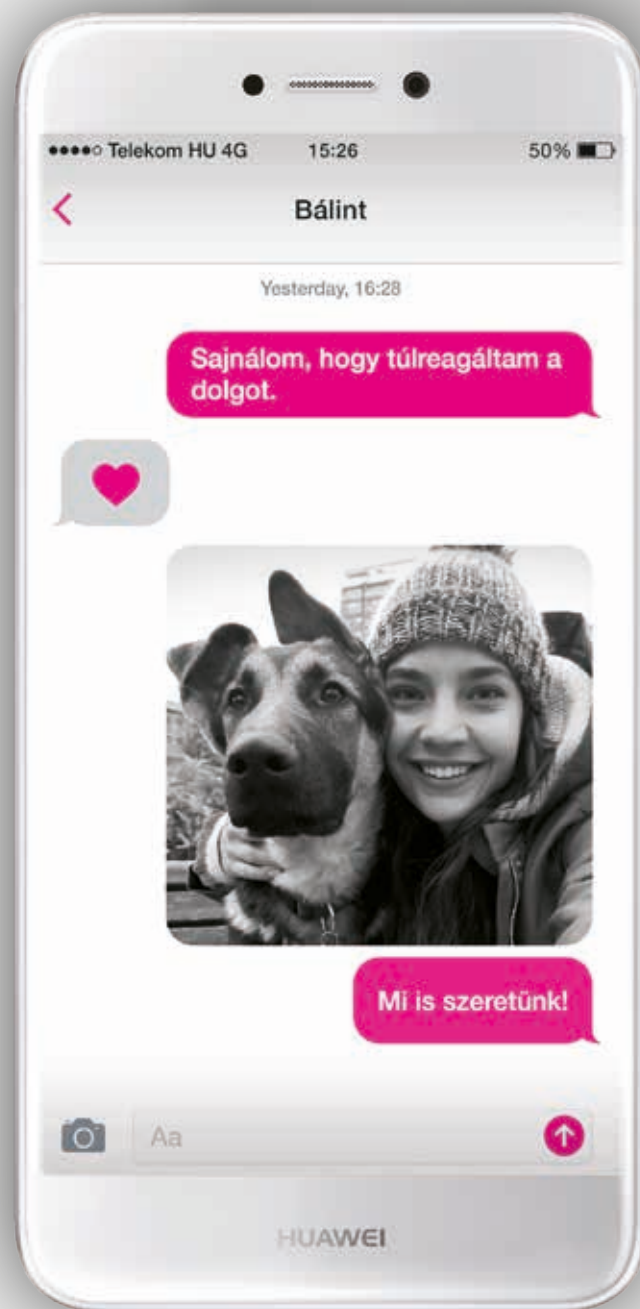 Telekom HU 4G 15:26 50%
Bálint
Yesterday, 16:28
Sajnálom, hogy túlreagáltam a
dolgot.
Mi is szeretünk!
Aa
HUAWEI